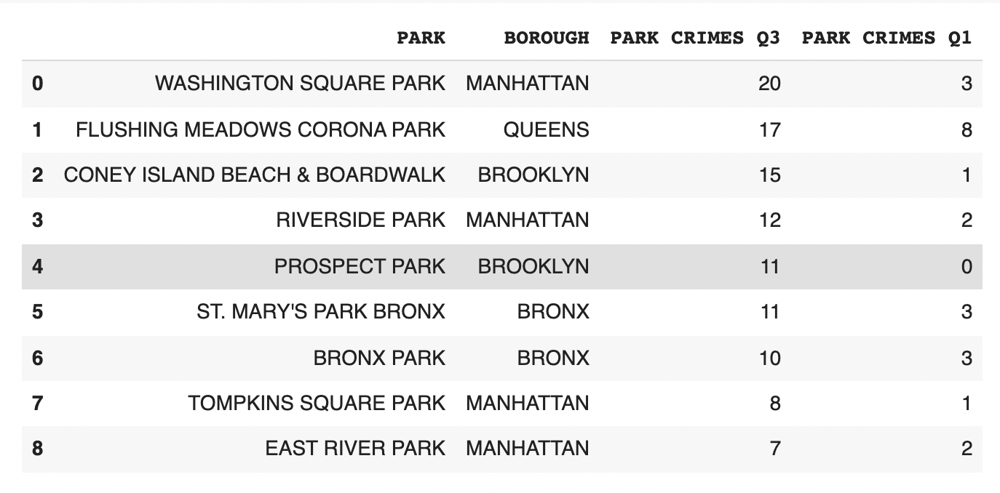 PARK BOROUGH PARK CRIMES Q3 PARK CRIMES Q1
0 WASHINGTON SQUARE PARK MANHATTAN 20 3
1 FLUSHING MEADOWS CORONA PARK QUEENS 17 8
2 CONEY ISLAND BEACH & BOARDWALK BROOKLYN 15 1
3 RIVERSIDE PARK MANHATTAN 12 2
4 PROSPECT PARK BROOKLYN 11 0
5 ST. MARY'S PARK BRONX BRONX 11 3
6 BRONX PARK BRONX 10 3
7 TOMPKINS SQUARE PARK MANHATTAN 8 1
8 EAST RIVER PARK MANHATTAN 7 2